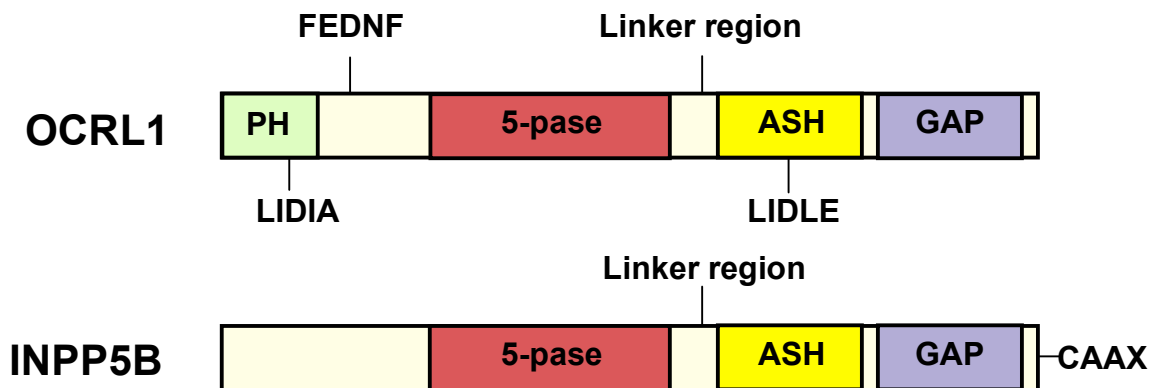 FEDNF
Linker region
OCRL1
PH
5-pase
ASH
GAP
LIDIA
LIDLE
Linker region
INPP5B
5-pase
ASH
GAP
CAAX